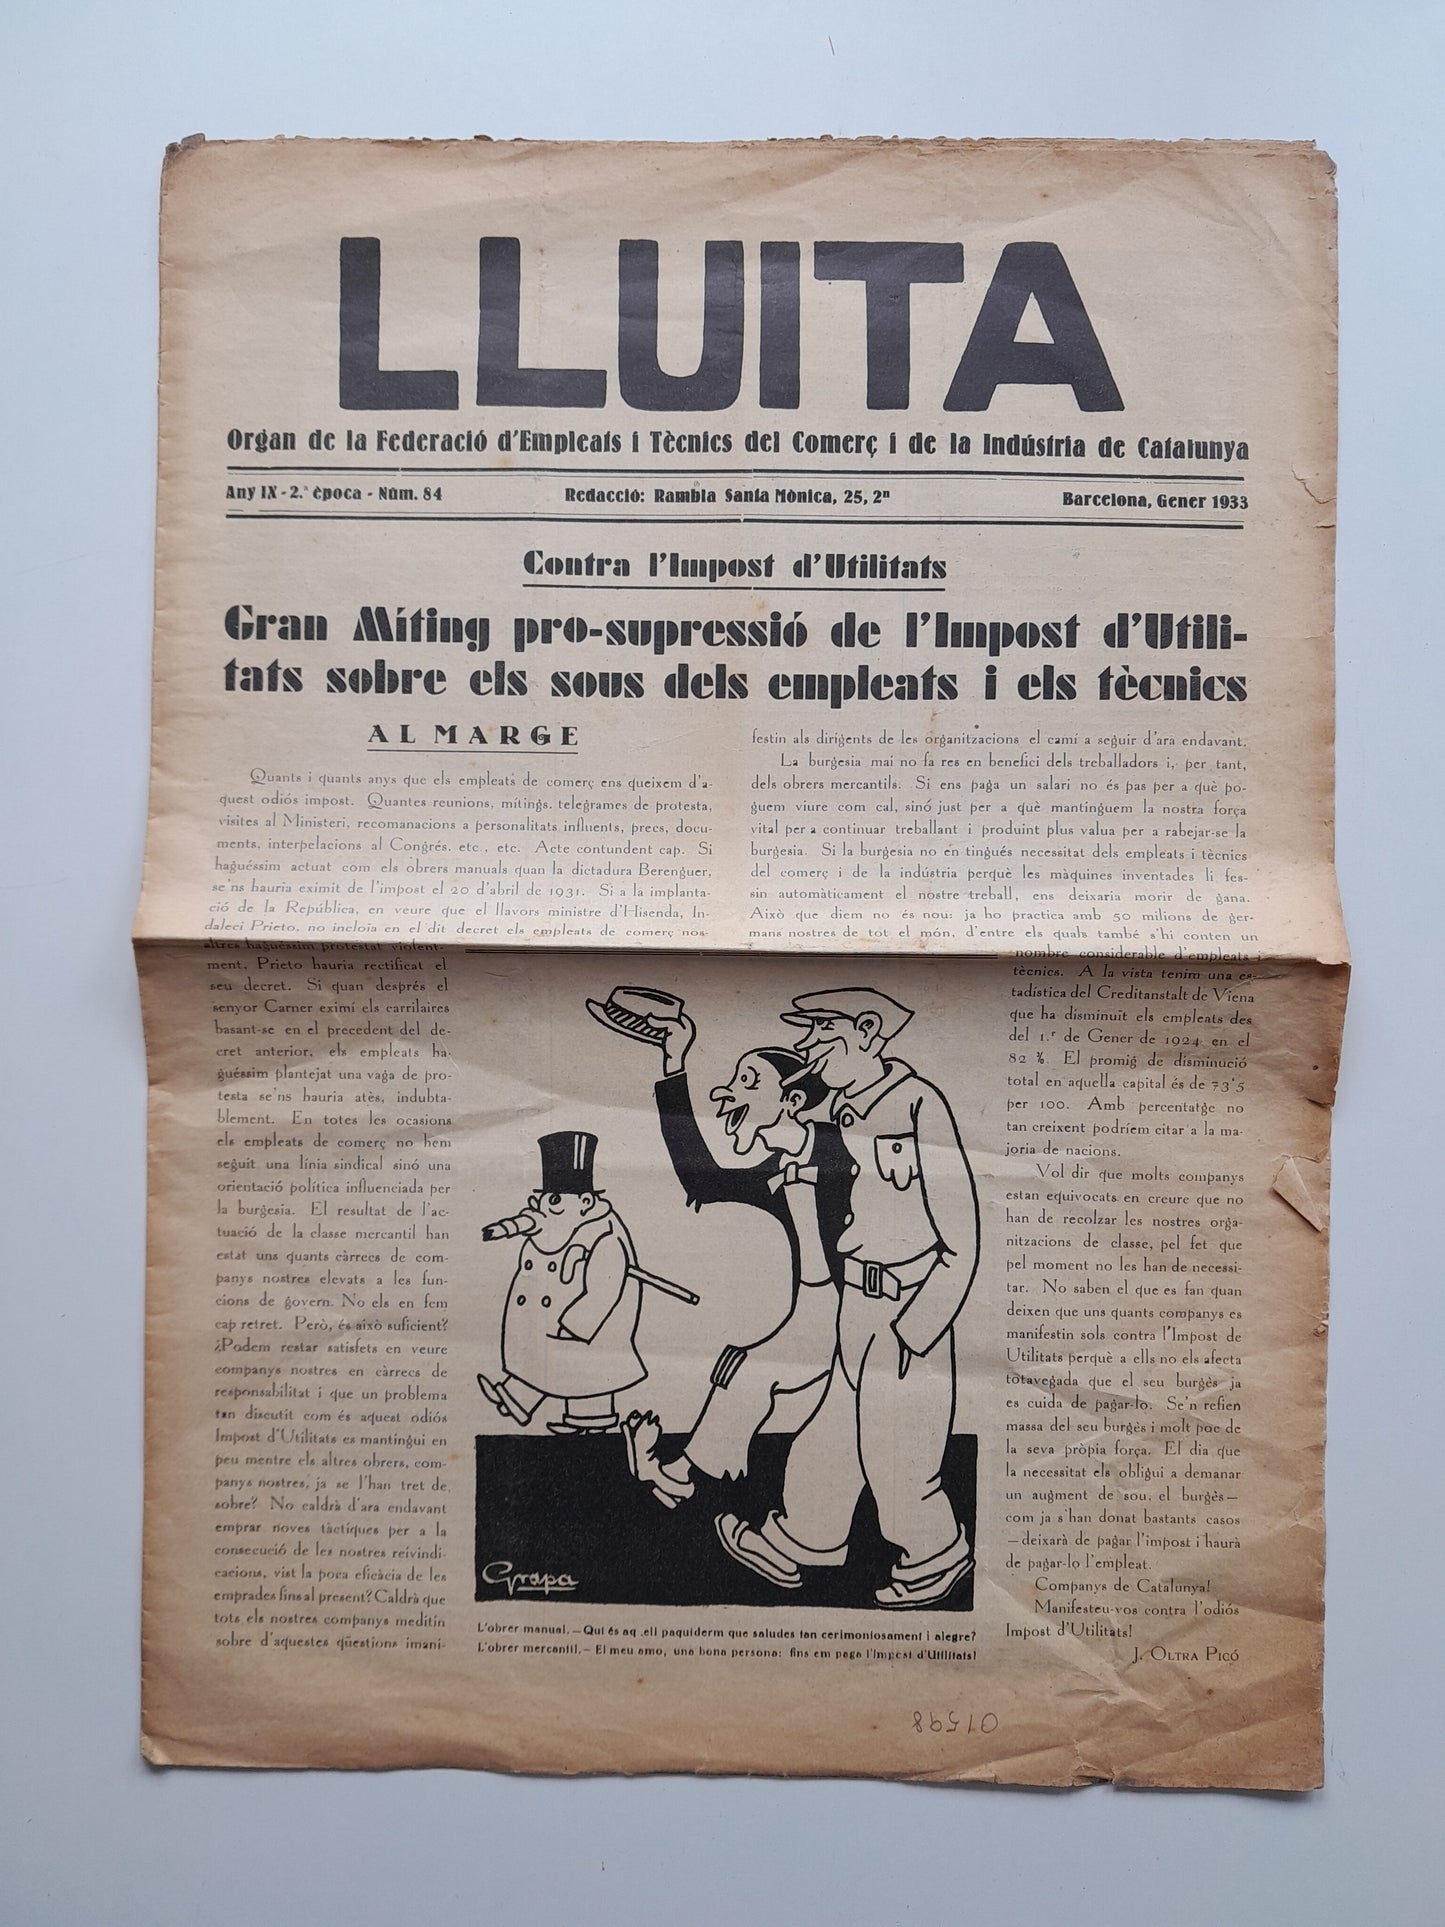 LLUITA
Organ de la Federació d'Empleats i Tècnics del Comerç i de la Indústria de Catalunya
Any IX - 2.ª època - Núm. 84
Redacció: Rambla Santa Mònica, 25, 2ⁿ
Barcelona, Gener 1933
Contra l'Impost d'Utilitats
Gran Míting pro-supressió de l'Impost d'Utili-
tats sobre els sous dels empleats i els tècnics
AL MARGE
Quants i quants anys que els empleats de comerç ens queixem d'a-
quest odiós impost. Quantes reunions, mítings, telegrames de protesta,
visites al Ministeri, recomanacions a personalitats influents, precs, docu-
ments, interpelacions al Congrés, etc., etc. Acte contundent cap. Si
haguéssim actuat com els obrers manuals quan la dictadura Berenguer,
se'ns hauria eximit de l'impost el 20 d'abril de 1931. Si a la implanta-
ció de la República, en veure que el llavors ministre d'Hisenda, In-
daleci Prieto, no incloia en el dit decret els empleats de comerç nos-
altres haguéssim protestat violent-
ment, Prieto hauria rectificat el
seu decret. Si quan després el
senyor Carner eximí els carrilaires
basant-se en el precedent del de-
cret anterior, els empleats ha-
guéssim plantejat una vaga de pro-
testa se'ns hauria atès, indubta-
blement. En totes les ocasions
els empleats de comerç no hem
seguit una línia sindical sinó una
orientació política influenciada per
la burgesia. El resultat de l'ac-
tuació de la classe mercantil han
estat uns quants càrrecs de com-
panys nostres elevats a les fun-
cions de govern. No els en fem
cap retret. Però, és això suficient?
¿Podem restar satisfets en veure
companys nostres en càrrecs de
responsabilitat i que un problema
tan discutit com és aquest odiós
Impost d'Utilitats es mantingui en
peu mentre els altres obrers, com-
panys nostres, ja se l'han tret de
sobre? No caldrà d'ara endavant
emprar noves tàctiques per a la
consecució de les nostres reivindi-
cacions, vist la poca eficàcia de les
emprades fins al present? Caldrà que
tots els nostres companys meditin
sobre d'aquestes qüestions imani-
festin als dirigents de les organitzacions el camí a seguir d'ara endavant.
La burgesia mai no fa res en benefici dels treballadors i, per tant,
dels obrers mercantils. Si ens paga un salari no és pas per a què po-
guem viure com cal, sinó just per a què mantinguem la nostra força
vital per a continuar treballant i produint plus valua per a rabejar-se la
burgesia. Si la burgesia no en tingués necessitat dels empleats i tècnics
del comerç i de la indústria perquè les màquines inventades li fes-
sin automàticament el nostre treball, ens deixaria morir de gana.
Això que diem no és nou: ja ho practica amb 50 milions de ger-
mans nostres de tot el món, d'entre els quals també s'hi conten un
nombre considerable d'empleats i
tècnics. A la vista tenim una es-
tadística del Creditanstalt de Viena
que ha disminuit els empleats des
del 1.ʳ de Gener de 1924 en el
82 %. El promig de disminució
total en aquella capital és de 73'5
per 100. Amb percentatge no
tan creixent podríem citar a la ma-
joria de nacions.
Vol dir que molts companys
estan equivocats en creure que no
han de recolzar les nostres orga-
nitzacions de classe, pel fet que
pel moment no les han de necessi-
tar. No saben el que es fan quan
deixen que uns quants companys es
manifestin sols contra l'Impost de
Utilitats perquè a ells no els afecta
totavegada que el seu burgès ja
es cuida de pagar-lo. Se'n refien
massa del seu burgès i molt poc de
la seva pròpia força. El dia que
la necessitat els obligui a demanar
un augment de sou, el burgès—
com ja s'han donat bastants casos
—deixarà de pagar l'impost i haurà
de pagar-lo l'empleat.
Companys de Catalunya!
Manifesteu-vos contra l'odiós
Impost d'Utilitats!
J. OLTRA PICÓ
Grapa
L'obrer manual.—Qui és aq ell paquiderm que saludes tan cerimoniosament i alegre?
L'obrer mercantil.—El meu amo, una bona persona: fins em paga l'Impost d'Utilitats!
01598